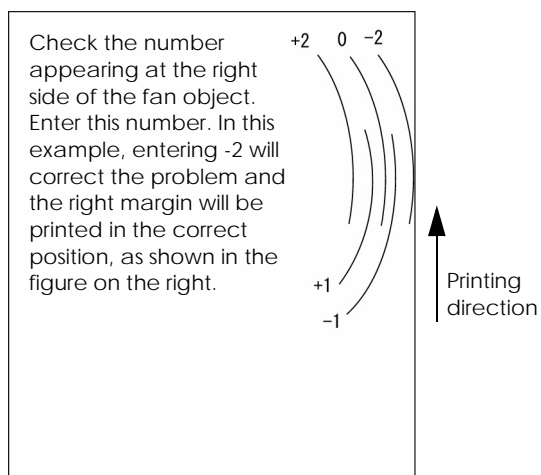 Check the number
appearing at the right
side of the fan object.
Enter this number. In this
example, entering -2 will
correct the problem and
the right margin will be
printed in the correct
position, as shown in the
figure on the right.
+2 0 −2
+1
−1
Printing
direction